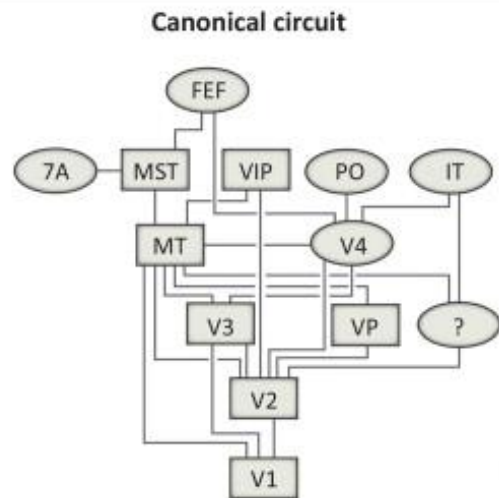 Canonical circuit
FEF
7A MST VIP PO IT
MT V4
V3 VP ?
V2
V1